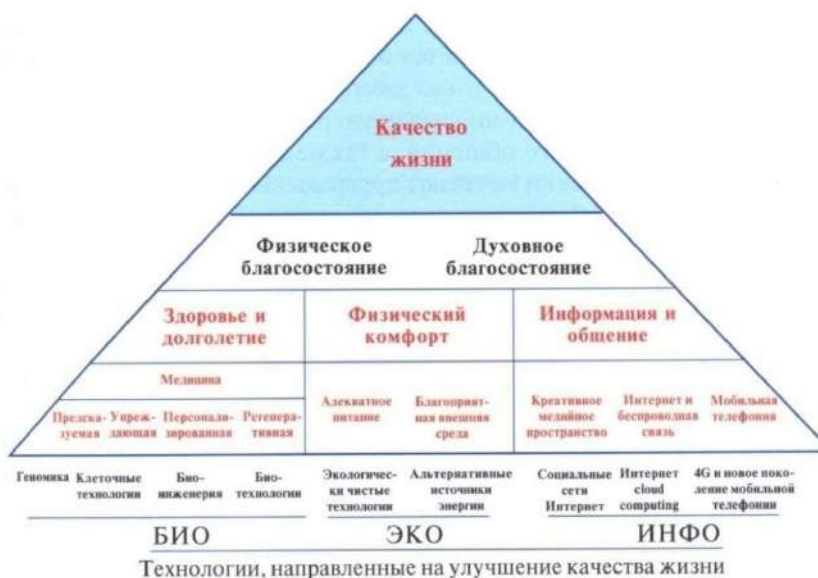 Качество
жизни
Физическое
благосостояние
Духовное
благосостояние
Здоровье и
долголетие
Физический
комфорт
Информация и
общение
Медицина
Предска-
зуемая
Упреж-
дающая
Персонали-
зированная
Регенера-
тивная
Адекватное
питание
Благоприят-
ная внешняя
среда
Креативное
медийное
пространство
Интернет и
беспроводная
связь
Мобильная
телефония
Геномика
Клеточные
технологии
Био-
инженерия
Био-
технологии
Экологичес-
ки чистые
технологии
Альтернативные
источники
энергии
Социальные
сети
Интернет
Интернет
cloud
computing
4G и новое поко-
ление мобильной
телефонии
БИО
ЭКО
ИНФО
Технологии, направленные на улучшение качества жизни